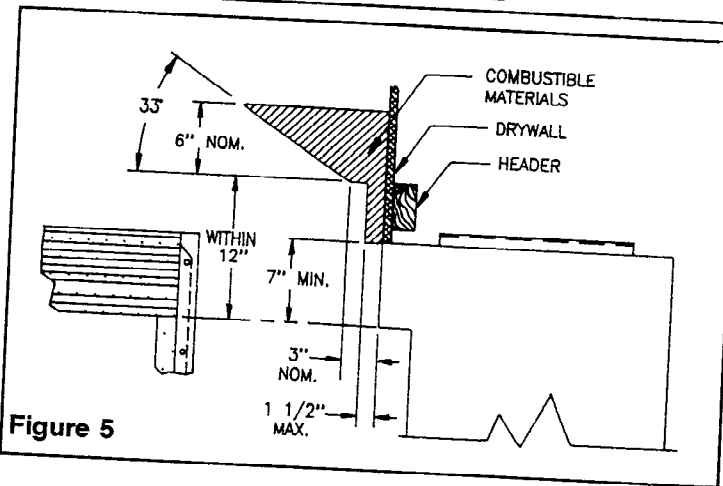 COMBUSTIBLE
MATERIALS
DRYWALL
HEADER
33°
6" NOM.
WITHIN
12"
7" MIN.
3"
NOM.
1 1/2"
MAX.
Figure 5